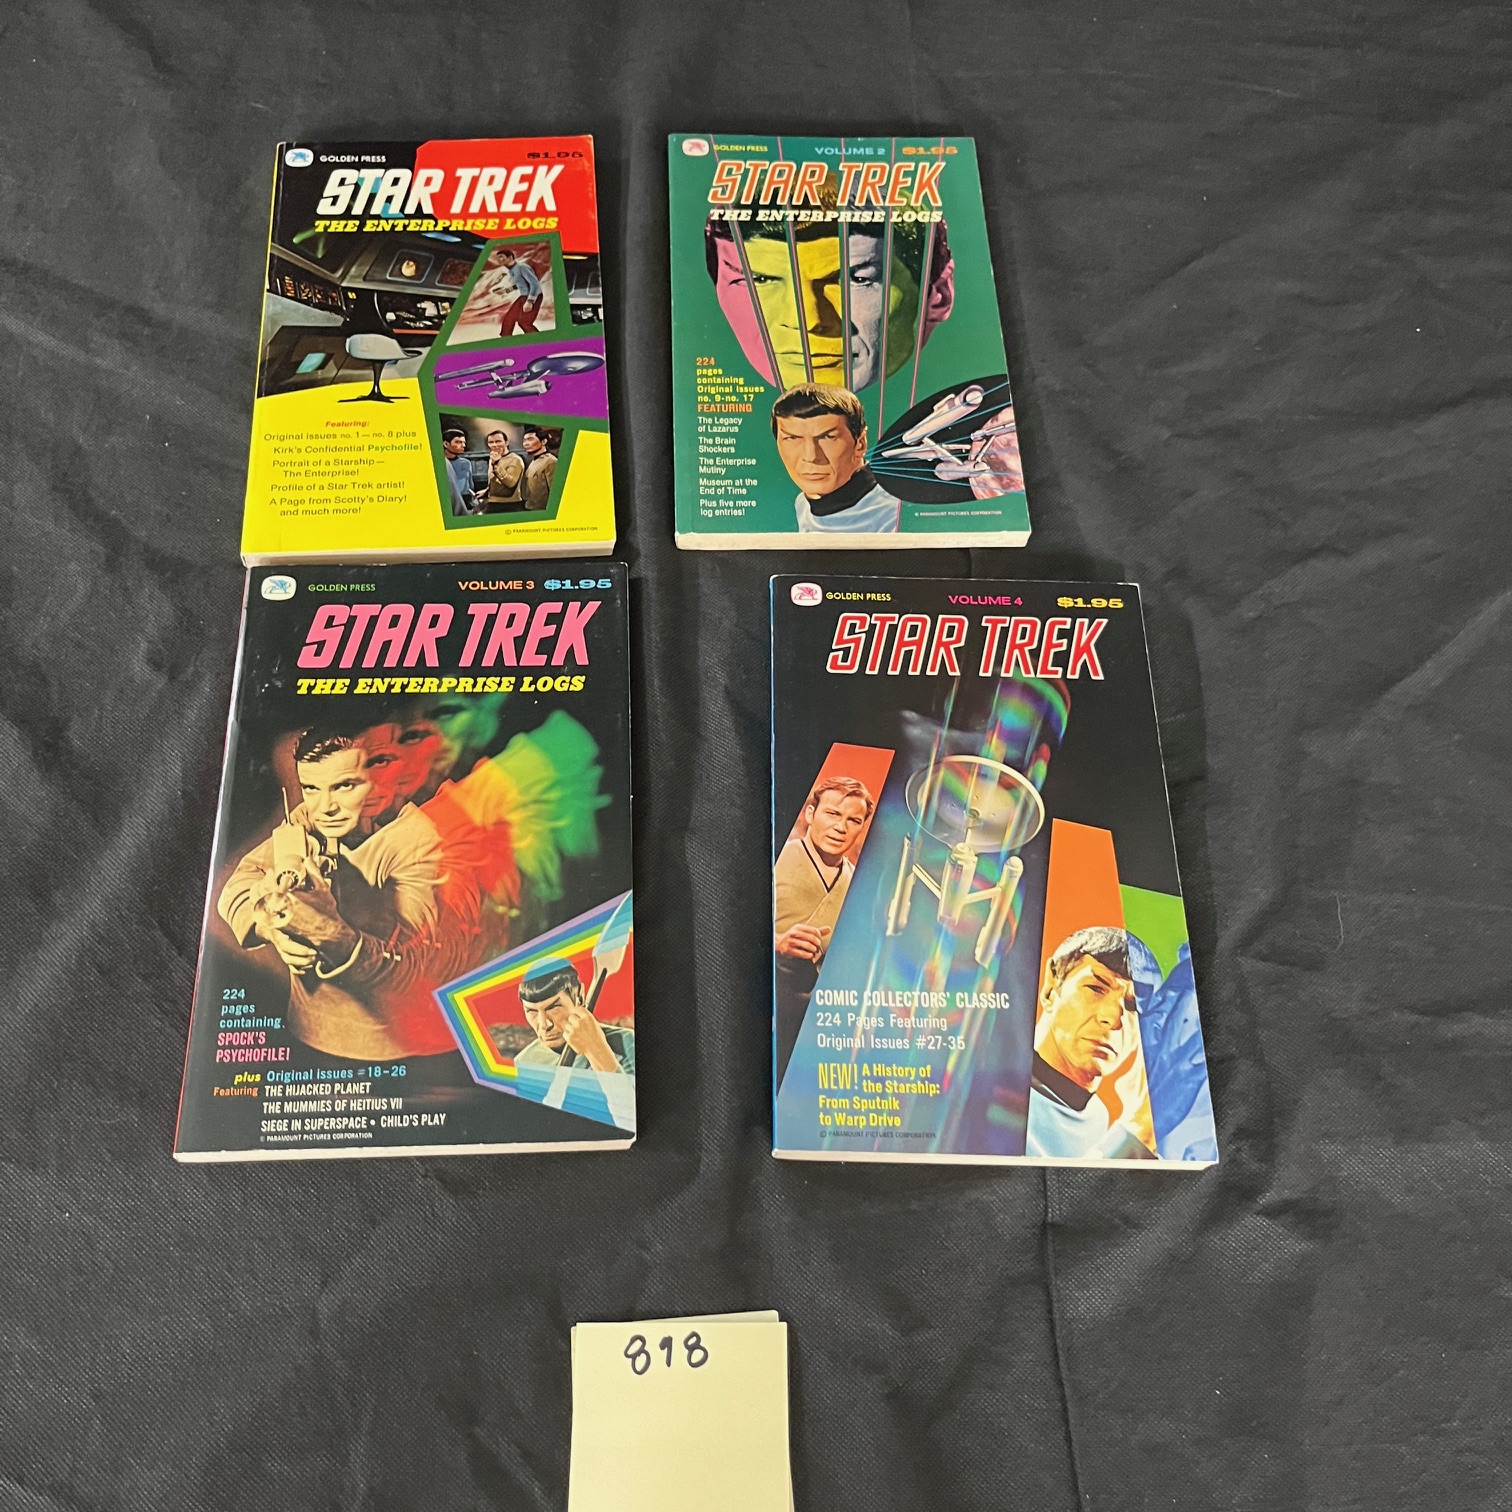 GOLDEN PRESS
$1.95
STAR TREK
THE ENTERPRISE LOGS
Featuring:
Original issues no. 1 — no. 8 plus
Kirk's Confidential Psychofile!
Portrait of a Starship —
The Enterprise!
Profile of a Star Trek artist!
A Page from Scotty's Diary!
and much more!
© PARAMOUNT PICTURES CORPORATION
GOLDEN PRESS
VOLUME 2 $1.95
STAR TREK
THE ENTERPRISE LOGS
224
pages
containing
Original issues
no. 9-no. 17
FEATURING
The Legacy
of Lazarus
The Brain
Shockers
The Enterprise
Mutiny
Museum at the
End of Time
Plus five more
log entries!
© PARAMOUNT PICTURES CORPORATION
GOLDEN PRESS
VOLUME 3 $1.95
STAR TREK
THE ENTERPRISE LOGS
224
pages
containing
SPOCK'S
PSYCHOFILE!
plus Original issues #18-26
Featuring THE HIJACKED PLANET
THE MUMMIES OF HEITIUS VII
SIEGE IN SUPERSPACE • CHILD'S PLAY
© PARAMOUNT PICTURES CORPORATION
GOLDEN PRESS
VOLUME 4 $1.95
STAR TREK
COMIC COLLECTORS' CLASSIC
224 Pages Featuring
Original Issues #27-35
NEW! A History of
the Starship:
From Sputnik
to Warp Drive
© PARAMOUNT PICTURES CORPORATION
898